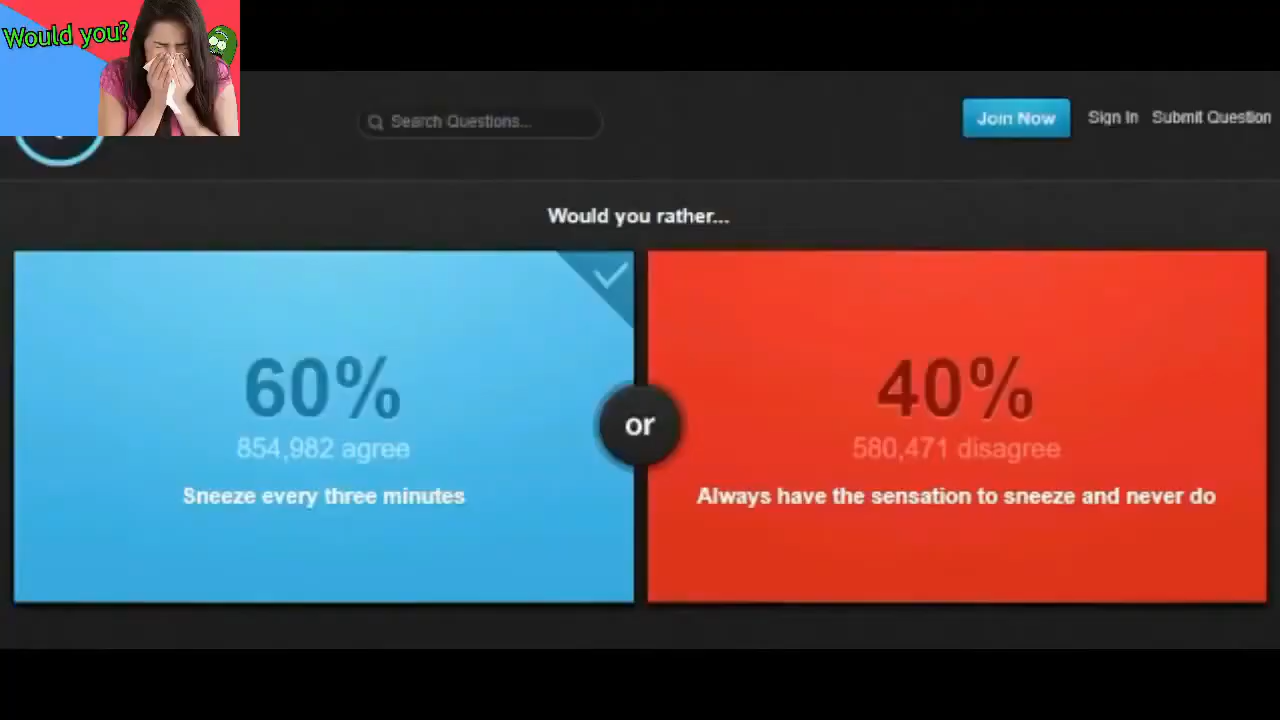 Would you?
Search Questions...
Join Now
Sign In
Submit Question
Would you rather...
60%
854,982 agree
Sneeze every three minutes
or
40%
580,471 disagree
Always have the sensation to sneeze and never do